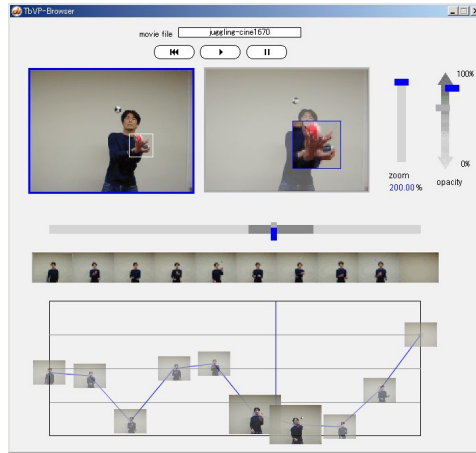 TbVP-Browser
movie file juggling-cine1670
100%
0%
zoom
200.00%
opacity